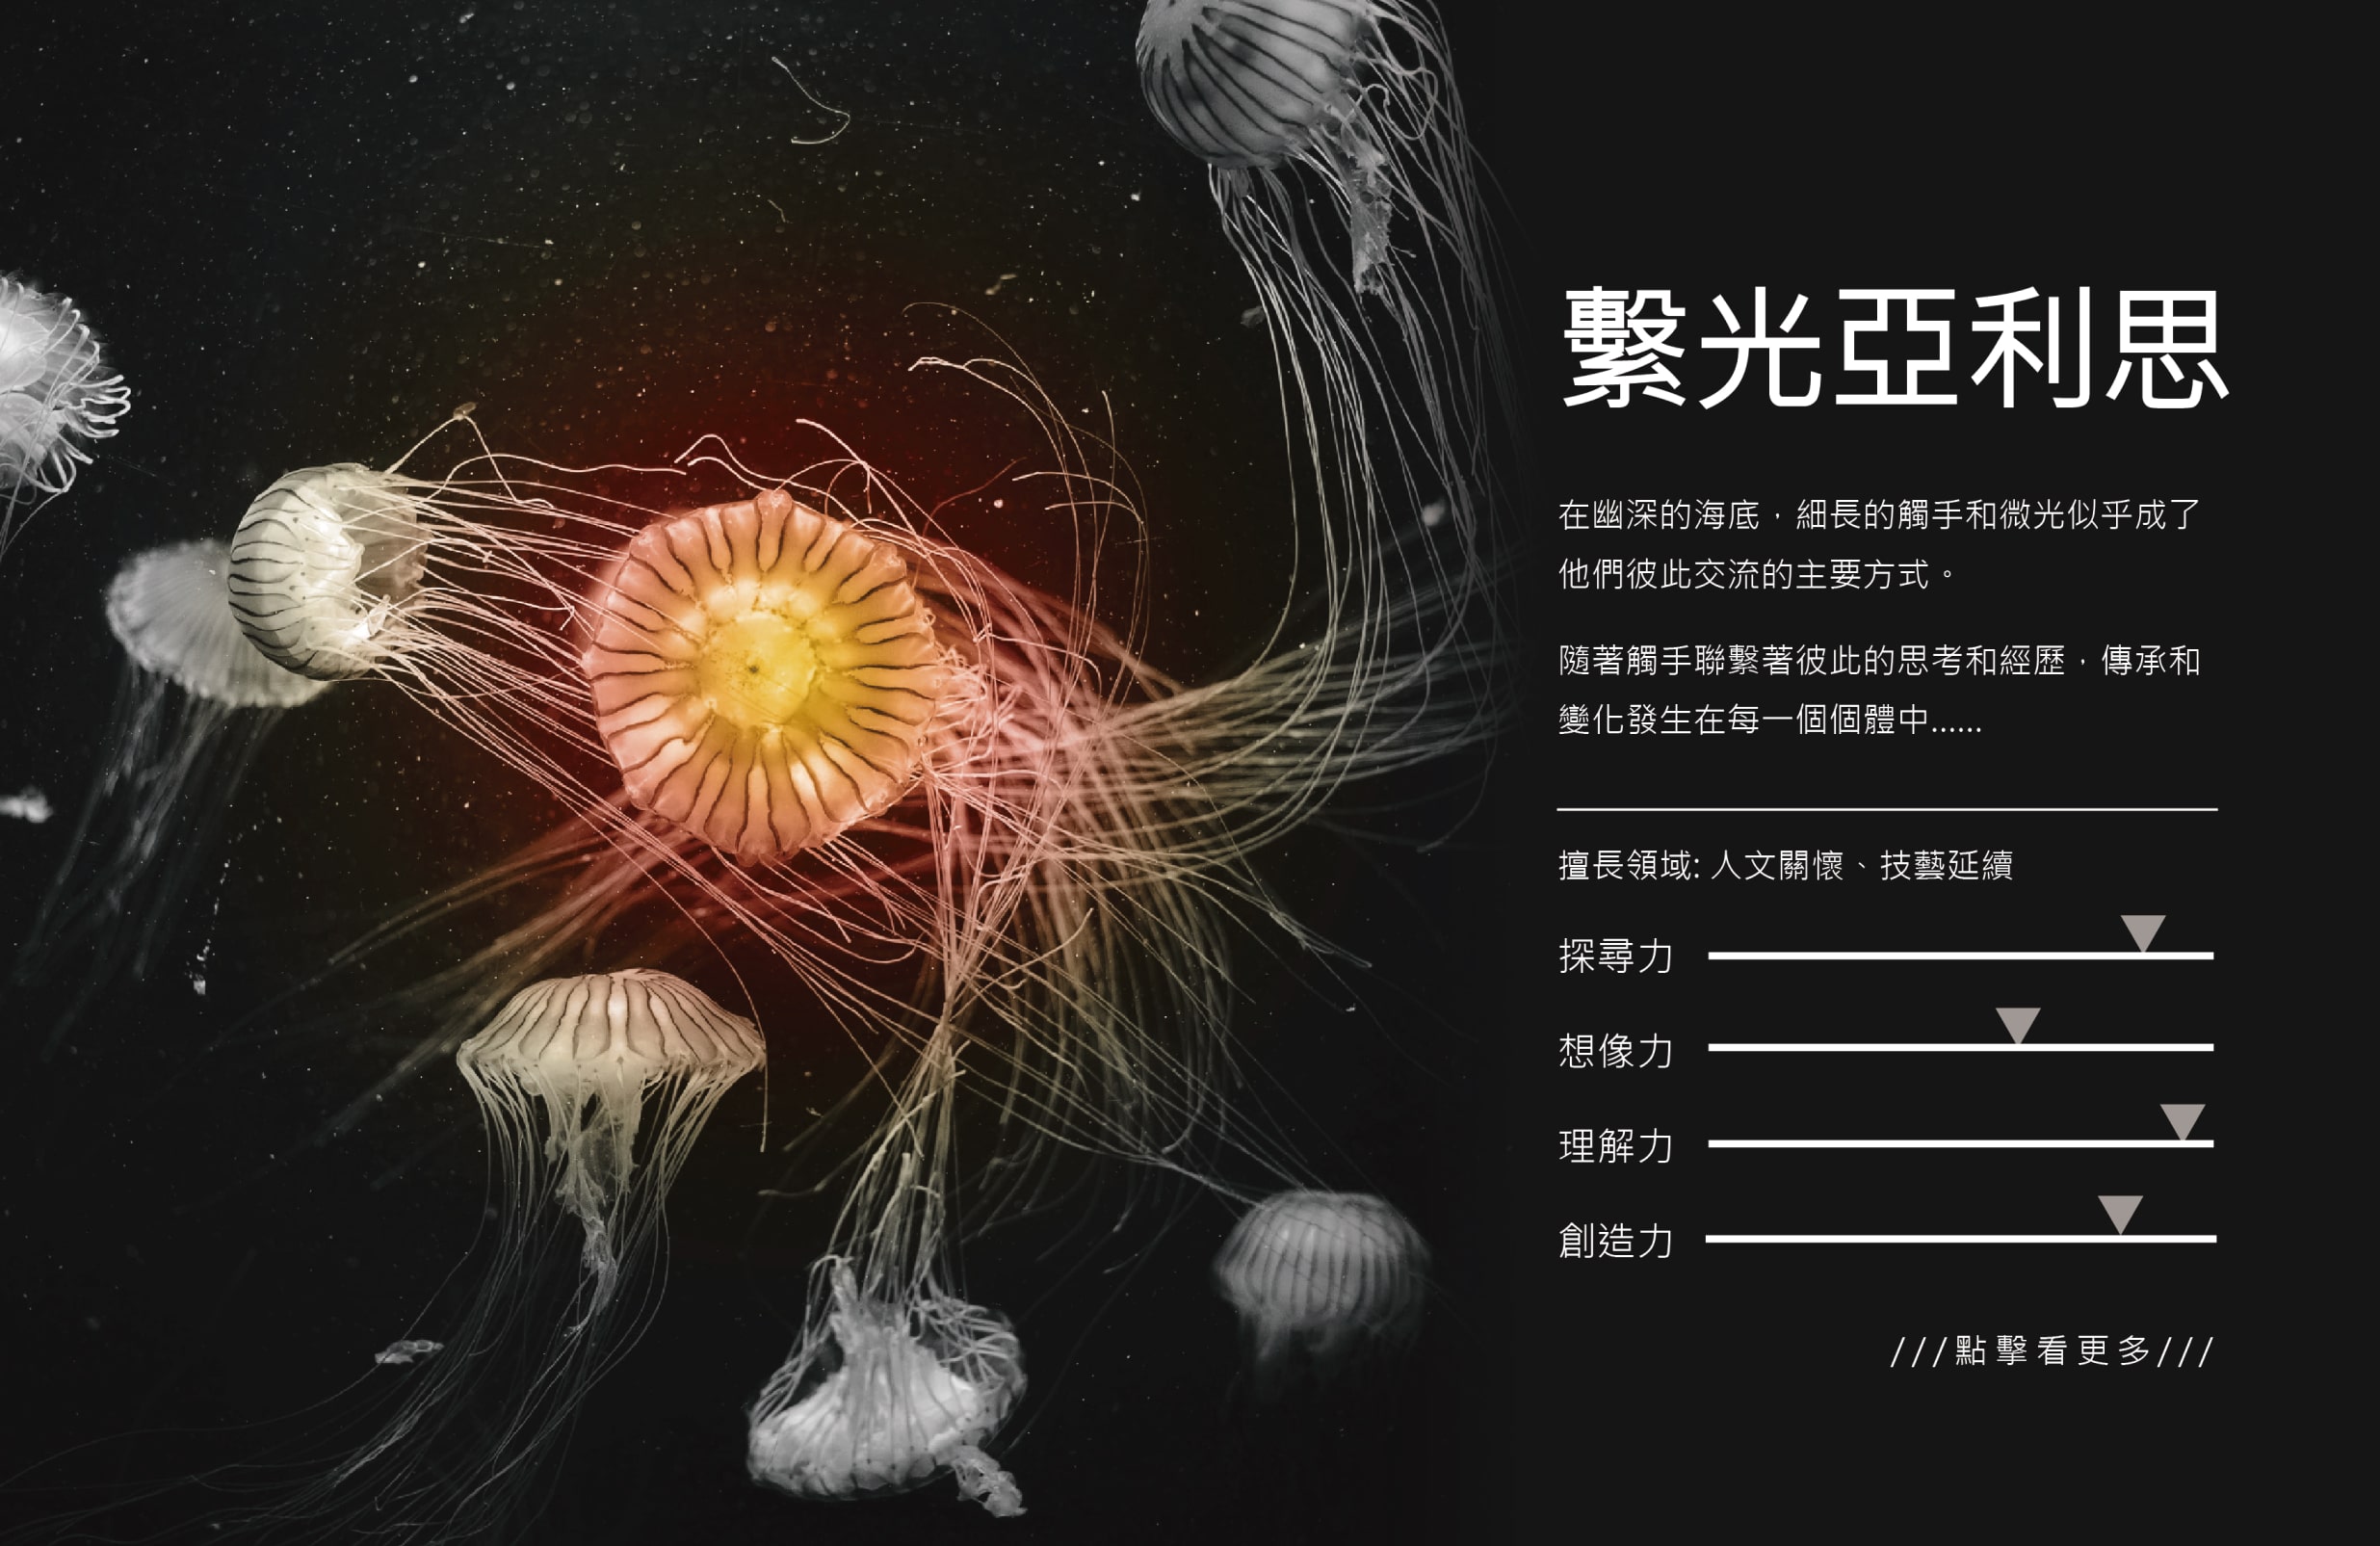 繫光亞利思
在幽深的海底，細長的觸手和微光似乎成了
他們彼此交流的主要方式。
隨著觸手聯繫著彼此的思考和經歷，傳承和
變化發生在每一個個體中......
擅長領域: 人文關懷、技藝延續
探尋力
想像力
理解力
創造力
///點擊看更多///